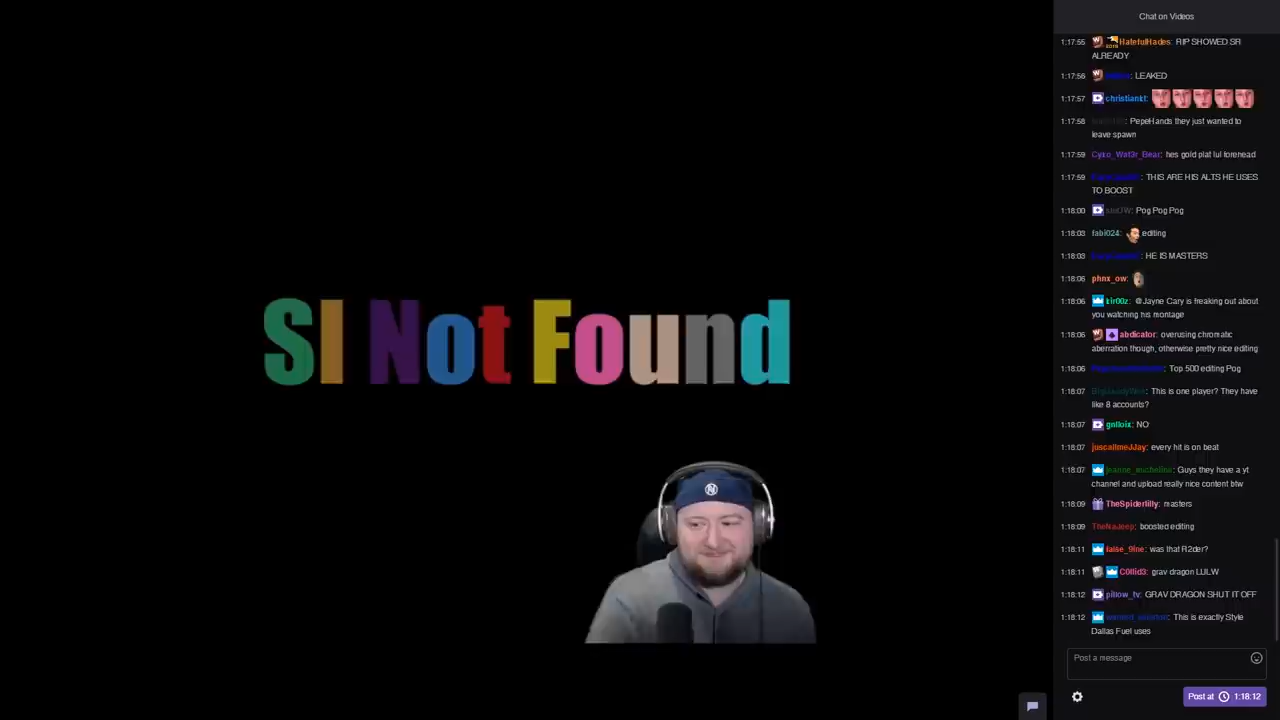 SI Not Found
Chat on Videos
1:17:55 HatefulHades: RIP SHOWED SR
ALREADY
1:17:56 : LEAKED
1:17:57 christiankt:
1:17:58 : PepeHands they just wanted to
leave spawn
1:17:59 Cyxo_Wat3r_Bear: hes gold plat lul forehead
1:17:59 : THIS ARE HIS ALTS HE USES
TO BOOST
1:18:00 : Pog Pog Pog
1:18:03 fabi024: editing
1:18:03 : HE IS MASTERS
1:18:06 phnx_ow:
1:18:06 kir00z: @Jayne Cary is freaking out about
you watching his montage
1:18:06 abdicator: overusing chromatic
aberration though, otherwise pretty nice editing
1:18:06 : Top 500 editing Pog
1:18:07 : This is one player? They have
like 8 accounts?
1:18:07 gnlloix: NO
1:18:07 juscallmeJJay: every hit is on beat
1:18:07 jeanne_michelina: Guys they have a yt
channel and upload really nice content btw
1:18:09 TheSpiderlilly: masters
1:18:09 TheNaJeep: boosted editing
1:18:11 false_9ine: was that R2der?
1:18:11 C0llid3: grav dragon LULW
1:18:12 pillow_tv: GRAV DRAGON SHUT IT OFF
1:18:12 : This is exactly Style
Dallas Fuel uses
Post a message
Post at 1:18:12